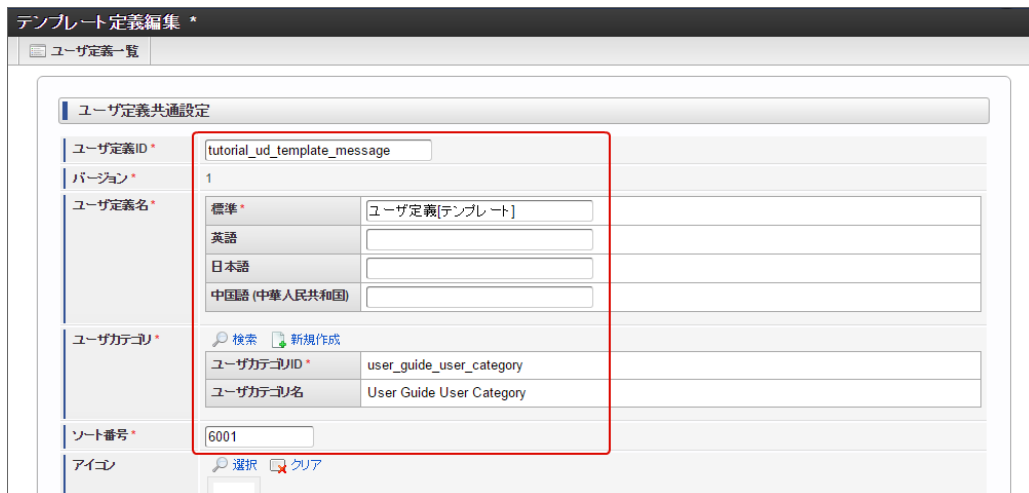 テンプレート定義編集 *
ユーザ定義一覧
ユーザ定義共通設定
ユーザ定義ID* tutorial_ud_template_message
バージョン* 1
ユーザ定義名* 標準* ユーザ定義[テンプレート]
英語
日本語
中国語 (中華人民共和国)
ユーザカテゴリ* 検索 新規作成
ユーザカテゴリID* user_guide_user_category
ユーザカテゴリ名 User Guide User Category
ソート番号* 6001
アイコン 選択 クリア